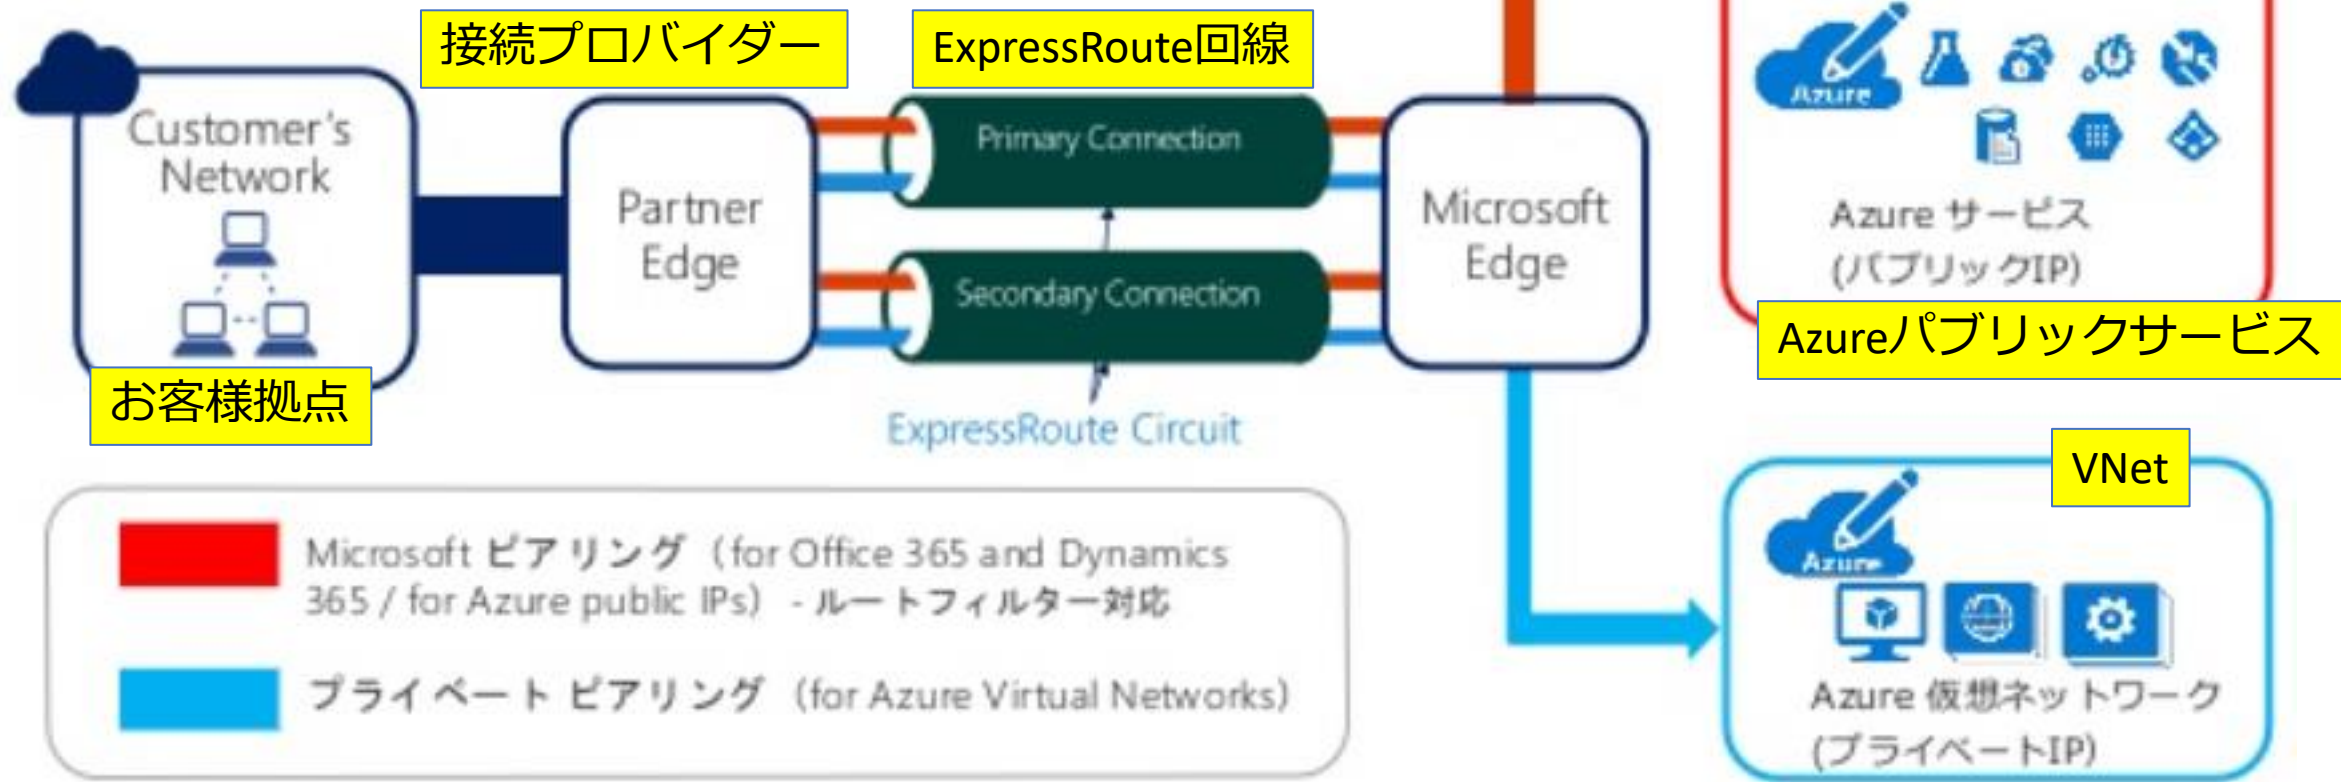 接続プロバイダー
ExpressRoute回線
Customer's
Network
お客様拠点
Partner
Edge
Primary Connection
Secondary Connection
ExpressRoute Circuit
Microsoft
Edge
Azure
Azure サービス
(パブリックIP)
Azureパブリックサービス
VNet
Azure
Azure 仮想ネットワーク
(プライベートIP)
Microsoft ピアリング（for Office 365 and Dynamics
365 / for Azure public IPs） - ルートフィルター対応
プライベート ピアリング（for Azure Virtual Networks）